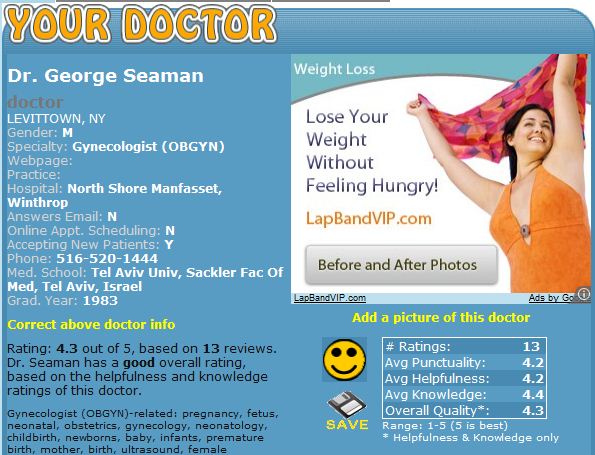 YOUR DOCTOR
Dr. George Seaman
doctor
LEVITTOWN, NY
Gender: M
Specialty: Gynecologist (OBGYN)
Webpage:
Practice:
Hospital: North Shore Manfasset,
Winthrop
Answers Email: N
Online Appt. Scheduling: N
Accepting New Patients: Y
Phone: 516-520-1444
Med. School: Tel Aviv Univ, Sackler Fac Of
Med, Tel Aviv, Israel
Grad. Year: 1983
Correct above doctor info
Rating: 4.3 out of 5, based on 13 reviews.
Dr. Seaman has a good overall rating,
based on the helpfulness and knowledge
ratings of this doctor.
Gynecologist (OBGYN)-related: pregnancy, fetus,
neonatal, obstetrics, gynecology, neonatology,
childbirth, newborns, baby, infants, premature
birth, mother, birth, ultrasound, female
Weight Loss
Lose Your
Weight
Without
Feeling Hungry!
LapBandVIP.com
Before and After Photos
LapBandVIP.com Ads by Go
Add a picture of this doctor
SAVE
# Ratings: 13
Avg Punctuality: 4.2
Avg Helpfulness: 4.2
Avg Knowledge: 4.4
Overall Quality*: 4.3
Range: 1-5 (5 is best)
* Helpfulness & Knowledge only